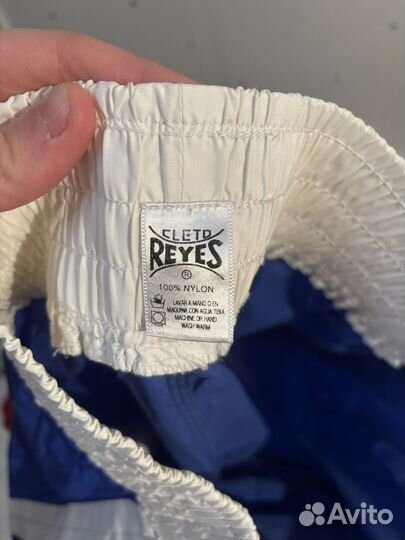 CLETO
REYES
®
100% NYLON
LAVAR A MANO O EN
MAQUINA CON AGUA TIBIA
MACHINE OR HAND
WASH WARM
Avito